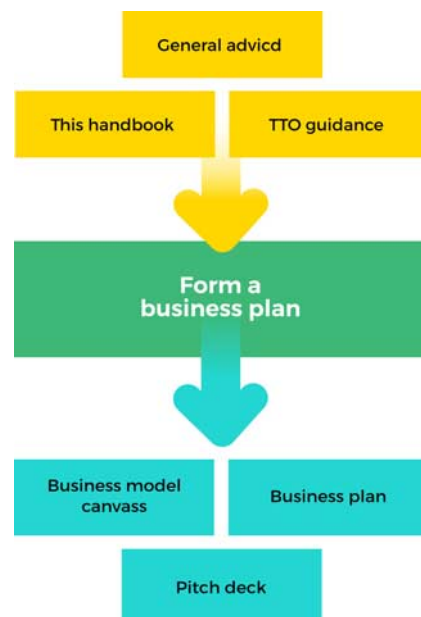 General advicd
This handbook
TTO guidance
Form a
business plan
Business model
canvass
Business plan
Pitch deck